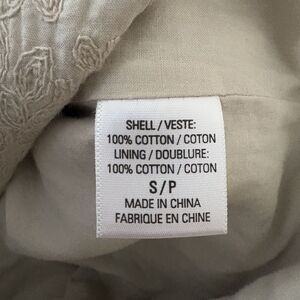 SHELL / VESTE:
100% COTTON / COTON
LINING / DOUBLURE:
100% COTTON / COTON
S / P
MADE IN CHINA
FABRIQUE EN CHINE